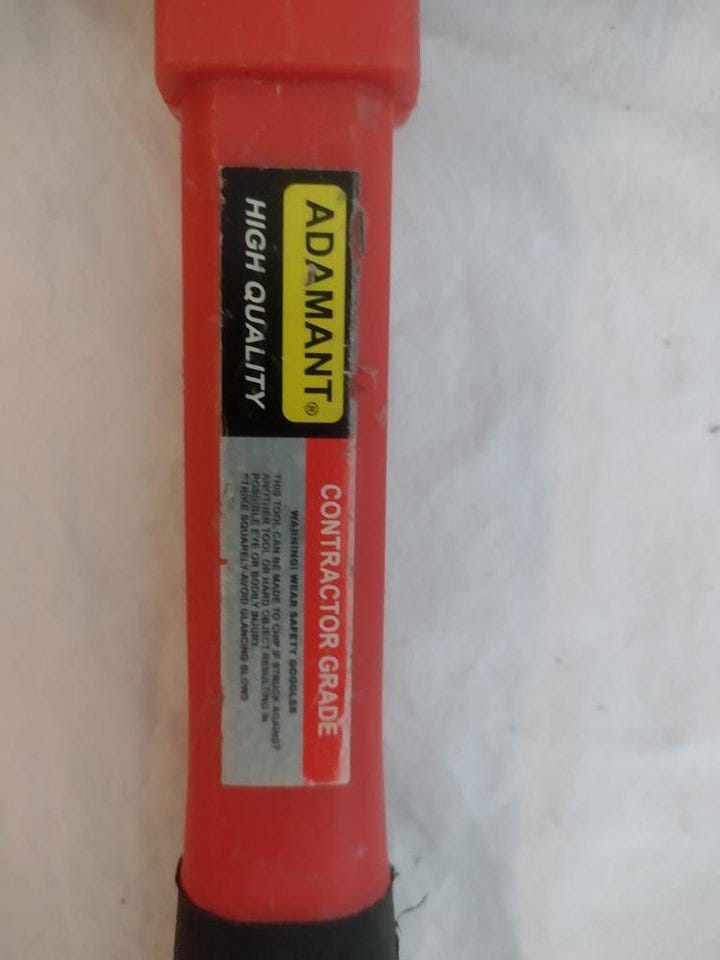 ADAMANT®
HIGH QUALITY
CONTRACTOR GRADE
WARNING! WEAR SAFETY GOGGLES
THIS TOOL CAN BE MADE TO CHIP IF STRUCK AGAINST
ANOTHER TOOL OR HARD OBJECT RESULTING IN
POSSIBLE EYE OR BODILY INJURY.
STRIKE SQUARELY-AVOID GLANCING BLOWS